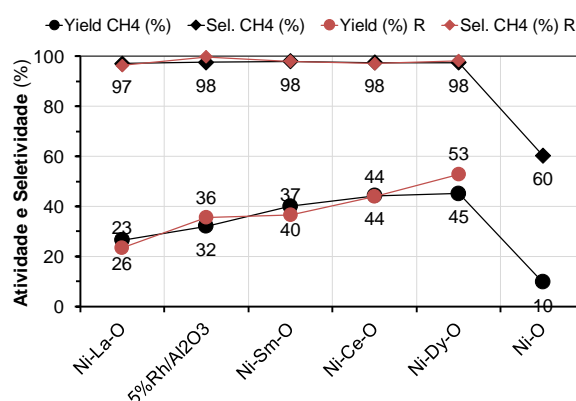 Yield CH4 (%) Sel. CH4 (%) Yield (%) R Sel. CH4 (%) R
Atividade e Seletividade (%)
100
80
60
40
20
0
97 98 98 98 98
60
23 36 37 44 53
26 32 40 44 45
10
Ni-La-O
5%Rh/Al2O3
Ni-Sm-O
Ni-Ce-O
Ni-Dy-O
Ni-O